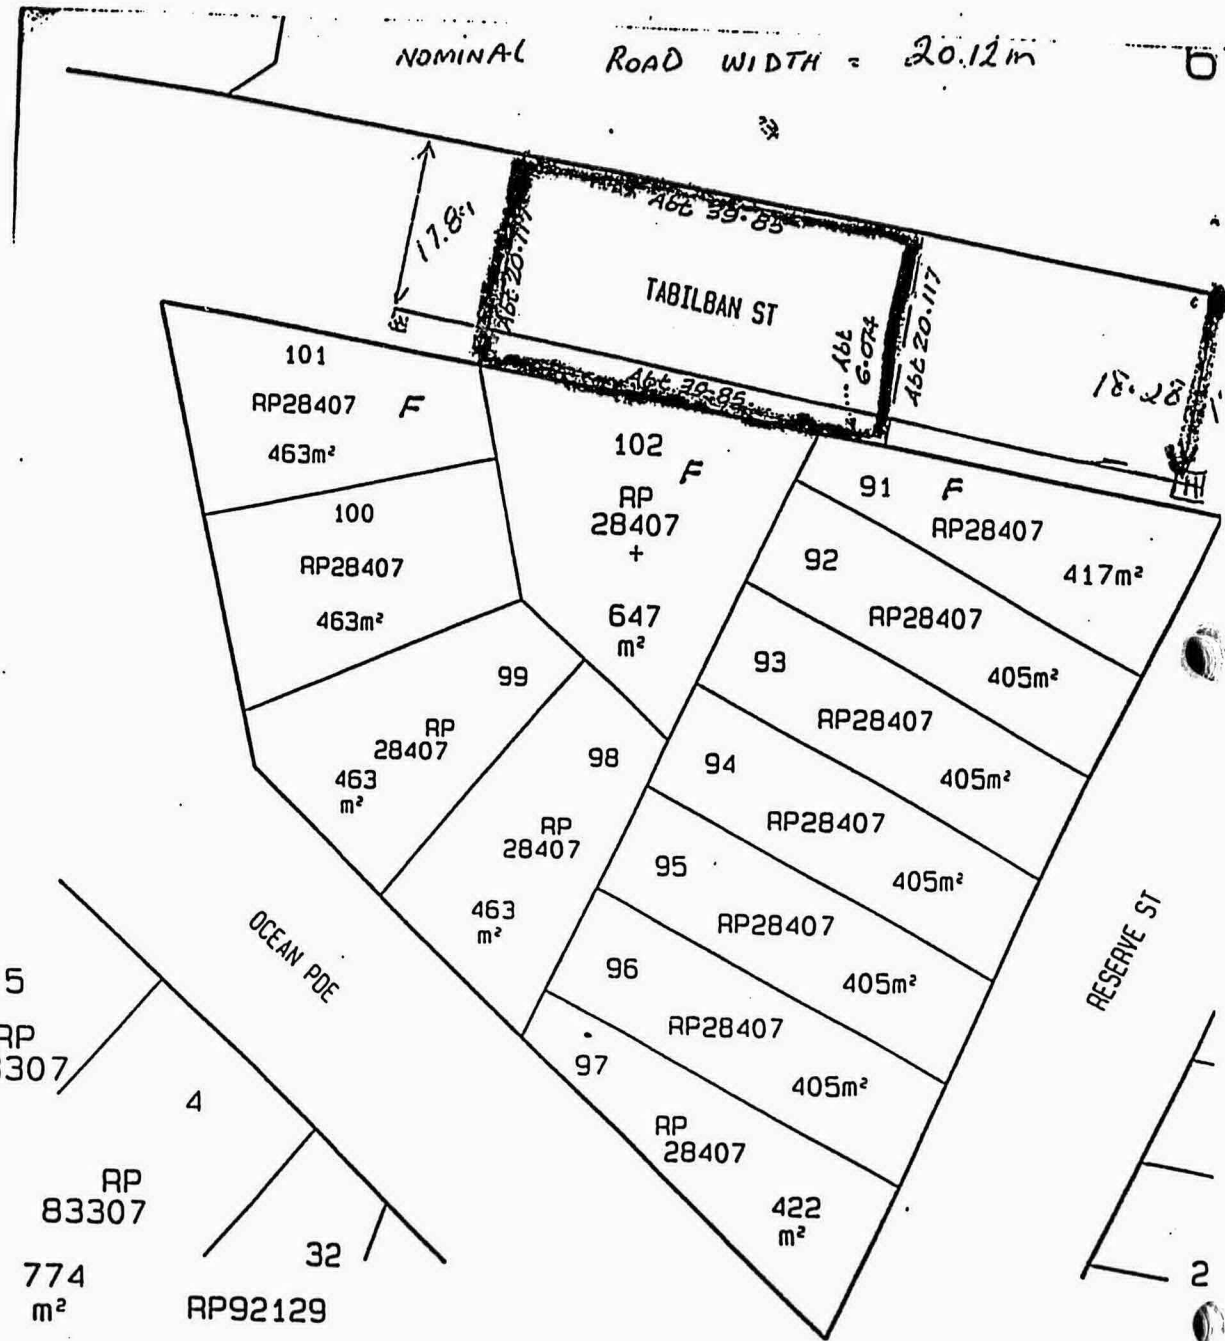 NOMINAL ROAD WIDTH = 20.12m
17.81
Abt 20.117
Abt 39.85
TABILBAN ST
Abt
6.074
Abt 20.117
18.28
Abt 39.85
101
RP28407 F
463m²
100
RP28407
463m²
99
RP
28407
463
m²
98
RP
28407
463
m²
102
F
RP
28407
+
647
m²
91 F
RP28407
417m²
92
RP28407
405m²
93
RP28407
405m²
94
RP28407
405m²
95
RP28407
405m²
96
RP28407
405m²
97
RP
28407
422
m²
OCEAN PDE
RESERVE ST
5
RP
307
4
RP
83307
774
m²
32
RP92129
2